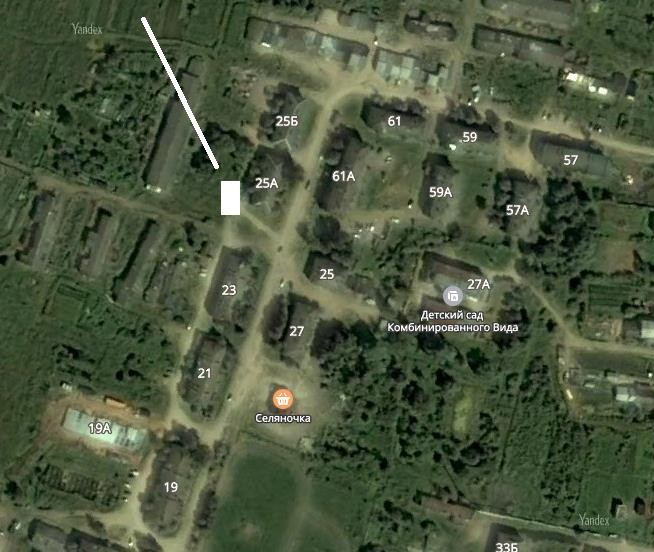 Yandex
25Б
61
59
57
25А
61А
59А
57А
25
27А
23
Детский сад
Комбинированного Вида
27
21
Селяночка
19А
19
Yandex
33Б